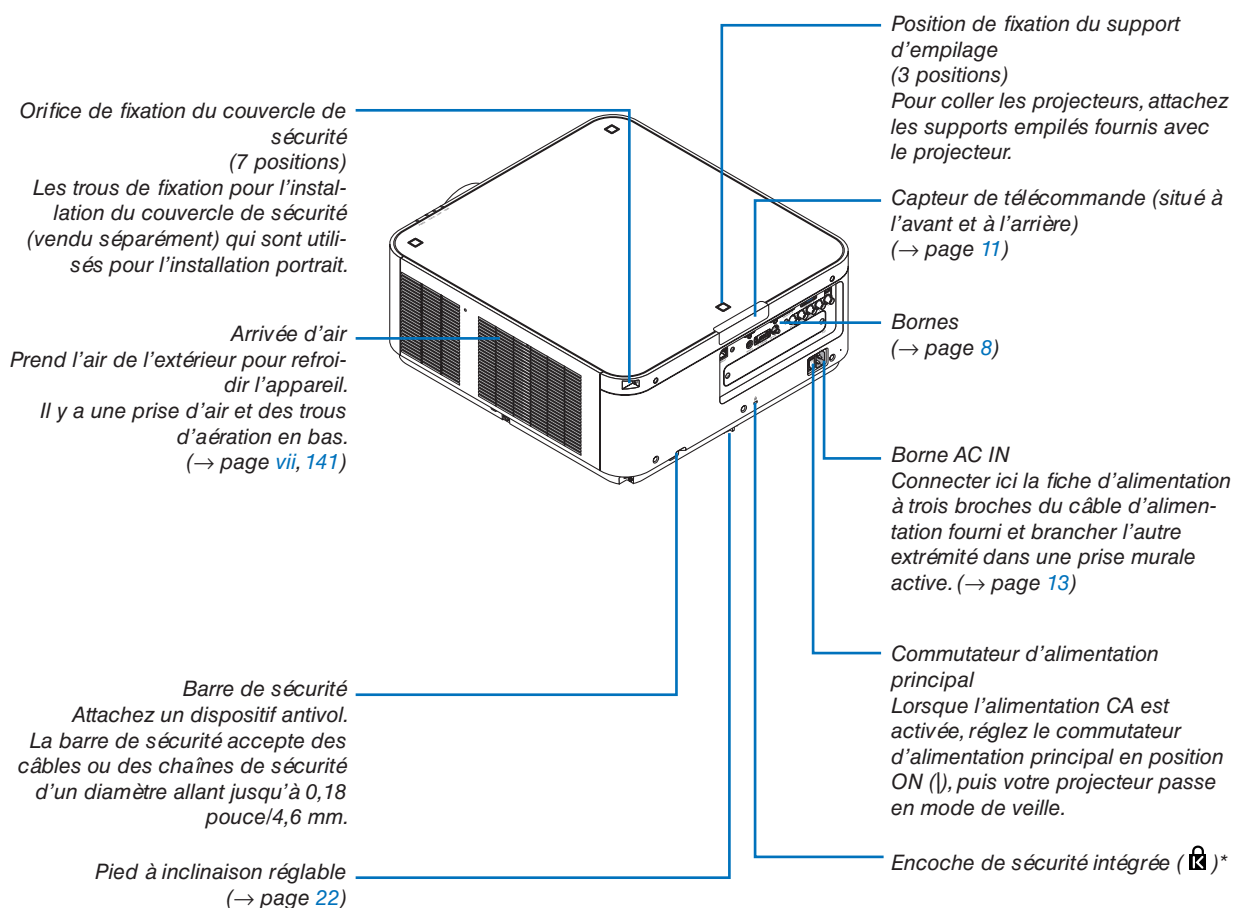 Orifice de fixation du couvercle de
sécurité
(7 positions)
Les trous de fixation pour l'instal-
lation du couvercle de sécurité
(vendu séparément) qui sont utili-
sés pour l'installation portrait.
Arrivée d'air
Prend l'air de l'extérieur pour refroi-
dir l'appareil.
Il y a une prise d'air et des trous
d'aération en bas.
(→ page vii, 141)
Barre de sécurité
Attachez un dispositif antivol.
La barre de sécurité accepte des
câbles ou des chaînes de sécurité
d'un diamètre allant jusqu'à 0,18
pouce/4,6 mm.
Pied à inclinaison réglable
(→ page 22)
Position de fixation du support
d'empilage
(3 positions)
Pour coller les projecteurs, attachez
les supports empilés fournis avec
le projecteur.
Capteur de télécommande (situé à
l'avant et à l'arrière)
(→ page 11)
Bornes
(→ page 8)
Borne AC IN
Connecter ici la fiche d'alimentation
à trois broches du câble d'alimen-
tation fourni et brancher l'autre
extrémité dans une prise murale
active. (→ page 13)
Commutateur d'alimentation
principal
Lorsque l'alimentation CA est
activée, réglez le commutateur
d'alimentation principal en position
ON (|), puis votre projecteur passe
en mode de veille.
Encoche de sécurité intégrée ( K )*